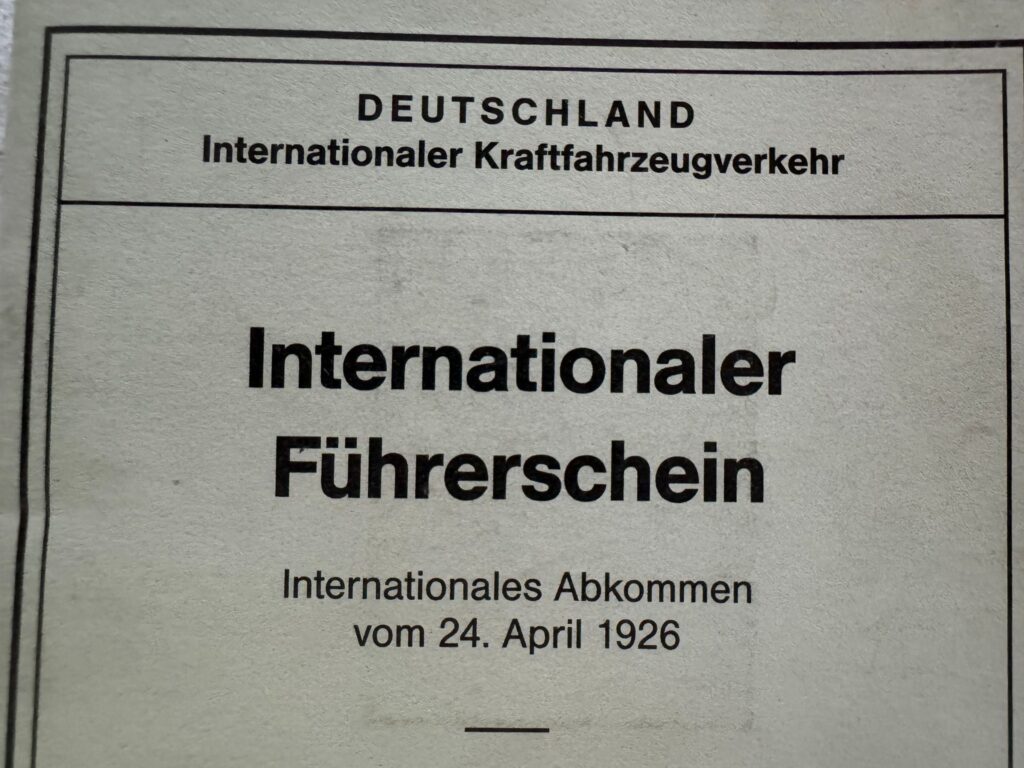 DEUTSCHLAND
Internationaler Kraftfahrzeugverkehr
Internationaler
Führerschein
Internationales Abkommen
vom 24. April 1926